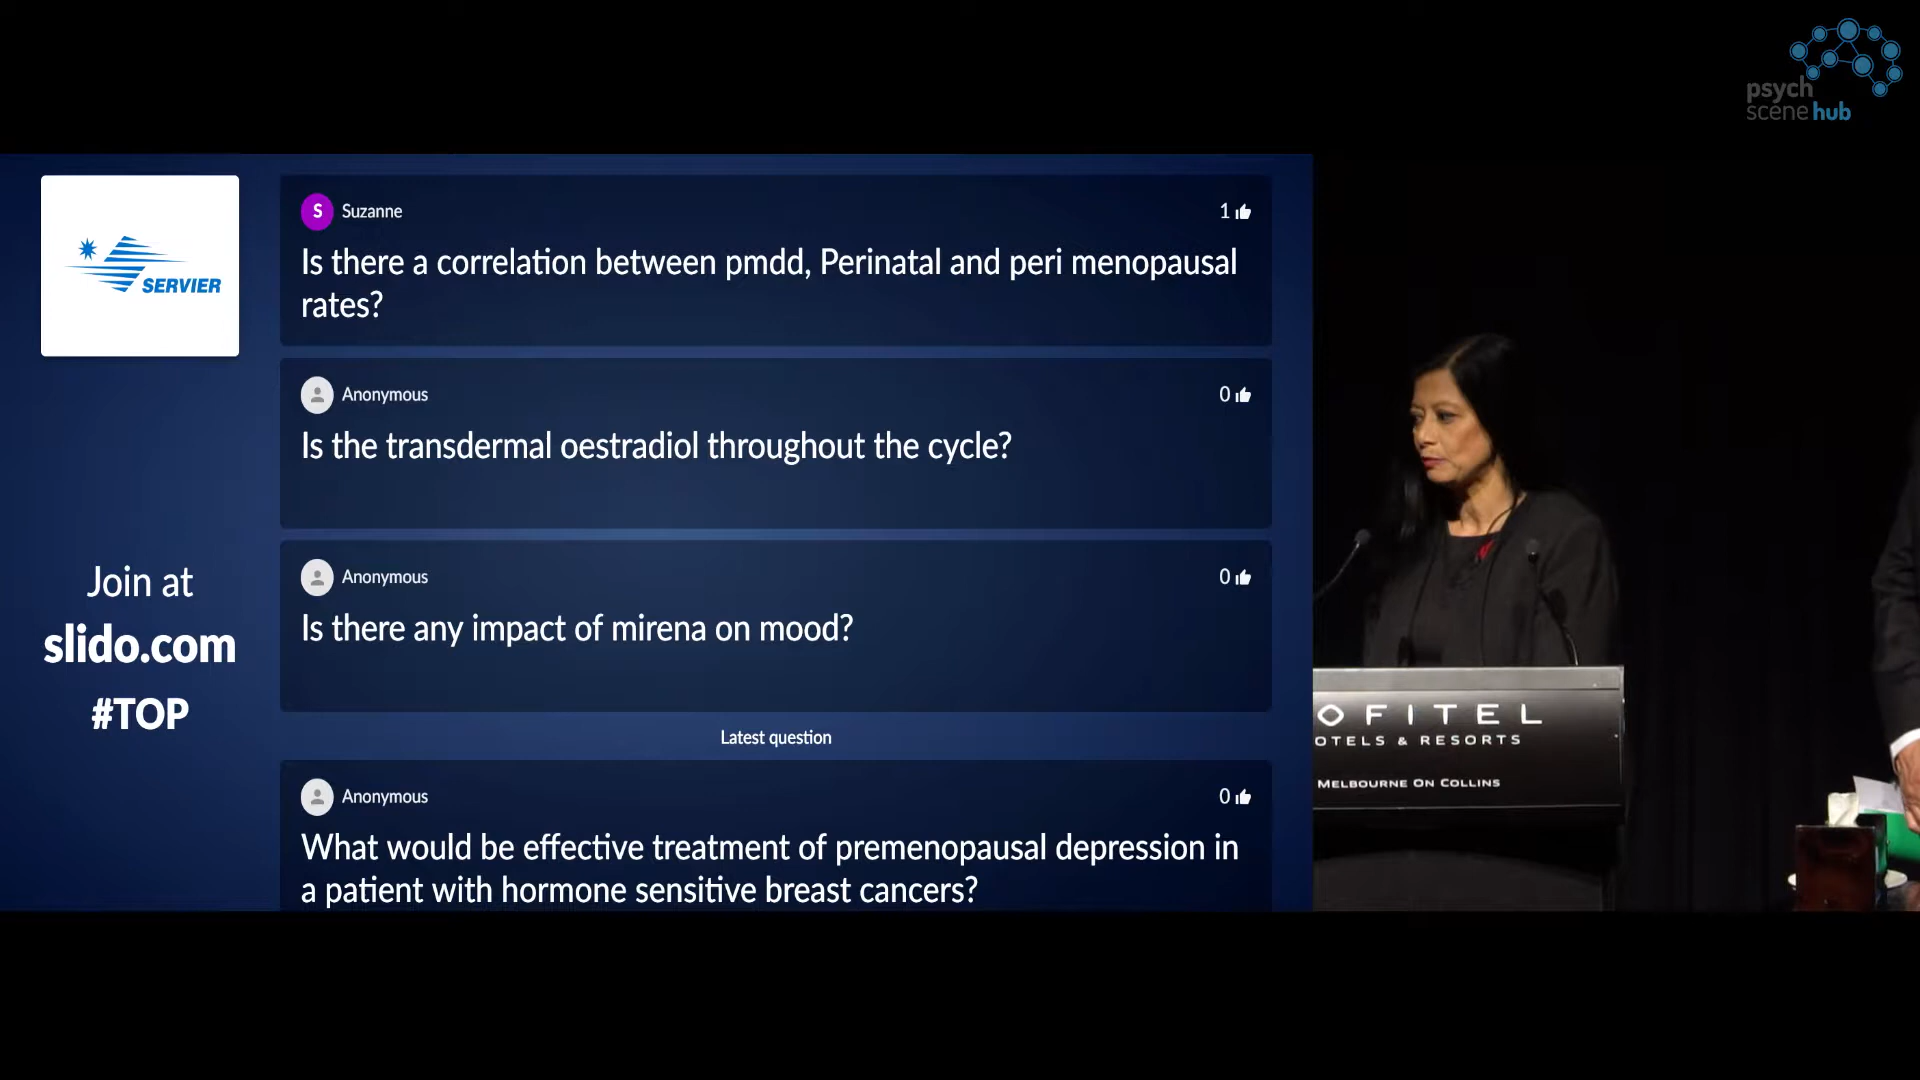 psych
scene hub
SERVIER
Join at
slido.com
#TOP
S Suzanne 1
Is there a correlation between pmdd, Perinatal and peri menopausal
rates?
Anonymous 0
Is the transdermal oestradiol throughout the cycle?
Anonymous 0
Is there any impact of mirena on mood?
Latest question
Anonymous 0
What would be effective treatment of premenopausal depression in
a patient with hormone sensitive breast cancers?
OFITEL
OTELS & RESORTS
MELBOURNE ON COLLINS